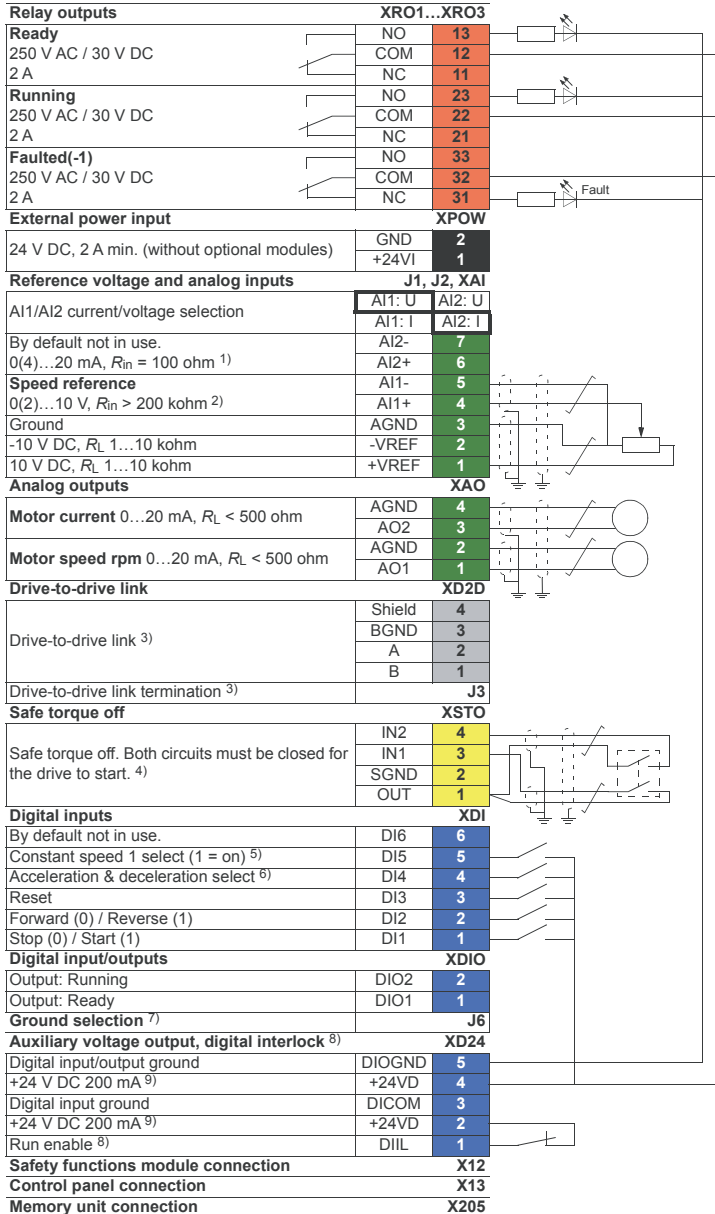 Relay outputs XRO1…XRO3
Ready NO 13
250 V AC / 30 V DC COM 12
2 A NC 11
Running NO 23
250 V AC / 30 V DC COM 22
2 A NC 21
Faulted(-1) NO 33
250 V AC / 30 V DC COM 32
2 A NC 31 Fault
External power input XPOW
24 V DC, 2 A min. (without optional modules) GND 2
+24VI 1
Reference voltage and analog inputs J1, J2, XAI
AI1/AI2 current/voltage selection AI1: U AI2: U
AI1: I AI2: I
By default not in use. AI2- 7
0(4)…20 mA, Rin = 100 ohm 1) AI2+ 6
Speed reference AI1- 5
0(2)…10 V, Rin > 200 kohm 2) AI1+ 4
Ground AGND 3
-10 V DC, RL 1…10 kohm -VREF 2
10 V DC, RL 1…10 kohm +VREF 1
Analog outputs XAO
Motor current 0…20 mA, RL < 500 ohm AGND 4
AO2 3
Motor speed rpm 0…20 mA, RL < 500 ohm AGND 2
AO1 1
Drive-to-drive link XD2D
Drive-to-drive link 3) Shield 4
BGND 3
A 2
B 1
Drive-to-drive link termination 3) J3
Safe torque off XSTO
Safe torque off. Both circuits must be closed for the drive to start. 4) IN2 4
IN1 3
SGND 2
OUT 1
Digital inputs XDI
By default not in use. DI6 6
Constant speed 1 select (1 = on) 5) DI5 5
Acceleration & deceleration select 6) DI4 4
Reset DI3 3
Forward (0) / Reverse (1) DI2 2
Stop (0) / Start (1) DI1 1
Digital input/outputs XDIO
Output: Running DIO2 2
Output: Ready DIO1 1
Ground selection 7) J6
Auxiliary voltage output, digital interlock 8) XD24
Digital input/output ground DIOGND 5
+24 V DC 200 mA 9) +24VD 4
Digital input ground DICOM 3
+24 V DC 200 mA 9) +24VD 2
Run enable 8) DIIL 1
Safety functions module connection X12
Control panel connection X13
Memory unit connection X205